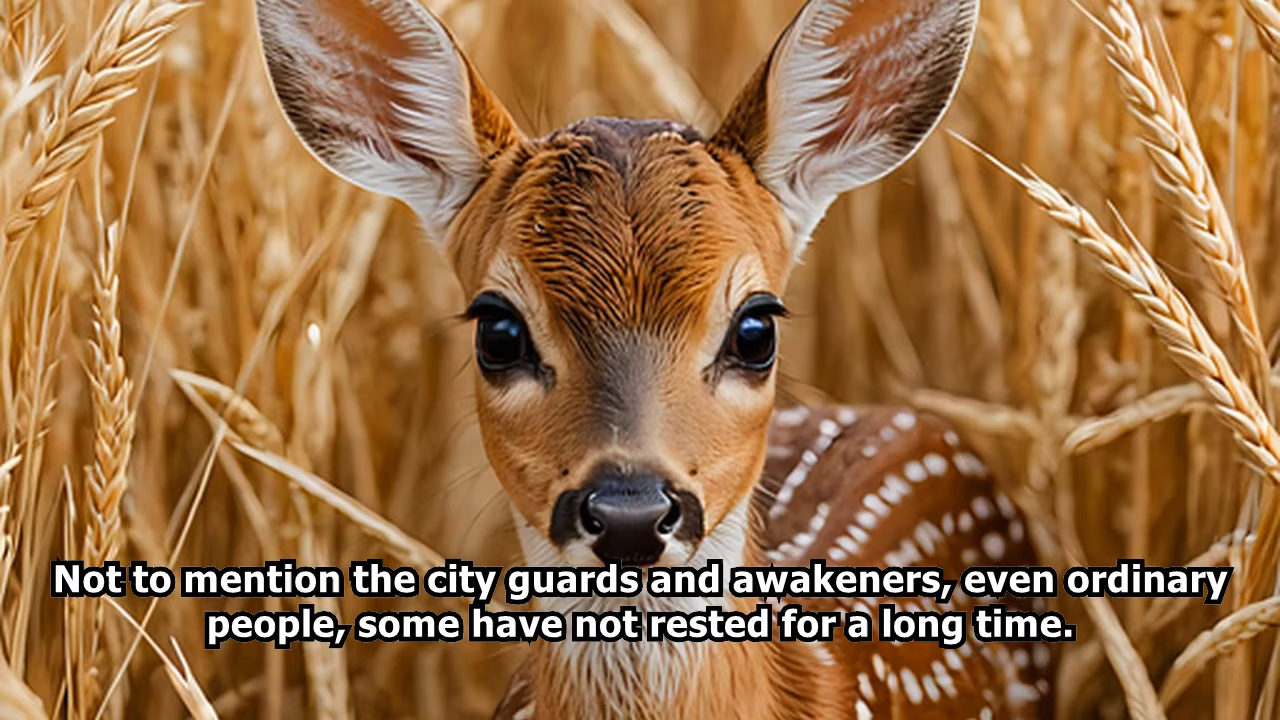 Not to mention the city guards and awakeners, even ordinary
people, some have not rested for a long time.